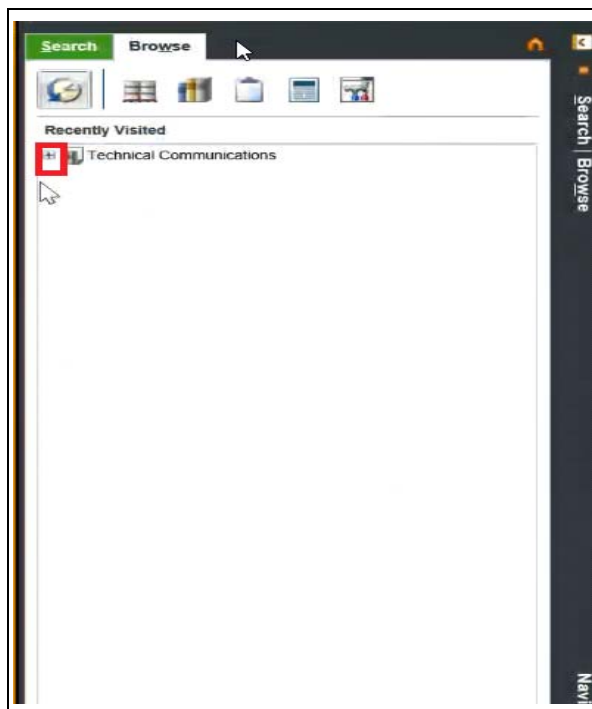 Search Browse
Recently Visited
Technical Communications
Search | Browse
Navi